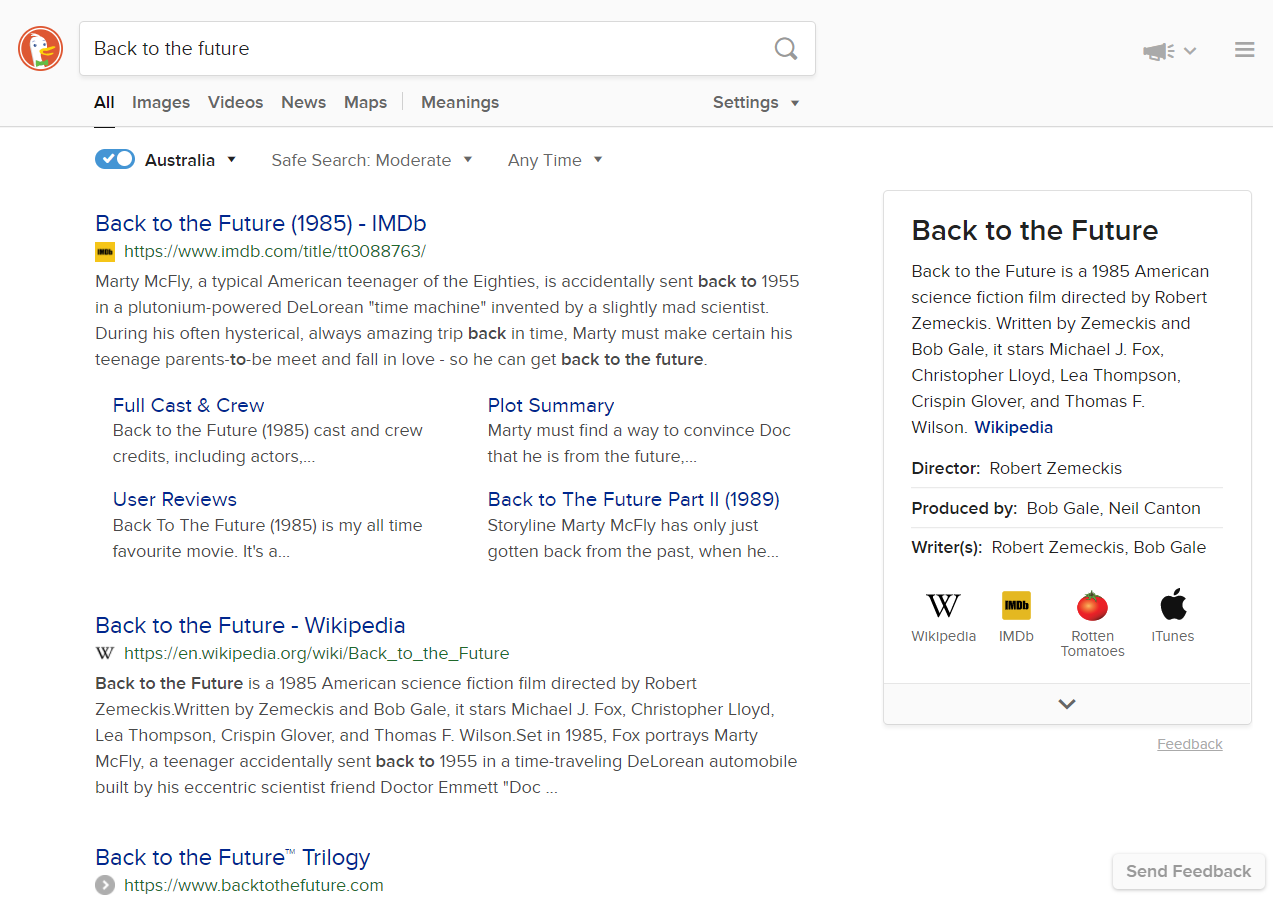 Back to the future
All Images Videos News Maps Meanings Settings
Australia Safe Search: Moderate Any Time
Back to the Future (1985) - IMDb
IMDb https://www.imdb.com/title/tt0088763/
Marty McFly, a typical American teenager of the Eighties, is accidentally sent back to 1955
in a plutonium-powered DeLorean "time machine" invented by a slightly mad scientist.
During his often hysterical, always amazing trip back in time, Marty must make certain his
teenage parents-to-be meet and fall in love - so he can get back to the future.
Full Cast & Crew
Back to the Future (1985) cast and crew
credits, including actors,...
Plot Summary
Marty must find a way to convince Doc
that he is from the future,...
User Reviews
Back To The Future (1985) is my all time
favourite movie. It's a...
Back to The Future Part II (1989)
Storyline Marty McFly has only just
gotten back from the past, when he...
Back to the Future - Wikipedia
W https://en.wikipedia.org/wiki/Back_to_the_Future
Back to the Future is a 1985 American science fiction film directed by Robert
Zemeckis.Written by Zemeckis and Bob Gale, it stars Michael J. Fox, Christopher Lloyd,
Lea Thompson, Crispin Glover, and Thomas F. Wilson.Set in 1985, Fox portrays Marty
McFly, a teenager accidentally sent back to 1955 in a time-traveling DeLorean automobile
built by his eccentric scientist friend Doctor Emmett "Doc ...
Back to the Future™ Trilogy
https://www.backtothefuture.com
Back to the Future
Back to the Future is a 1985 American
science fiction film directed by Robert
Zemeckis. Written by Zemeckis and
Bob Gale, it stars Michael J. Fox,
Christopher Lloyd, Lea Thompson,
Crispin Glover, and Thomas F.
Wilson. Wikipedia
Director: Robert Zemeckis
Produced by: Bob Gale, Neil Canton
Writer(s): Robert Zemeckis, Bob Gale
W
Wikipedia
IMDb
IMDb
Rotten
Tomatoes
iTunes
Feedback
Send Feedback